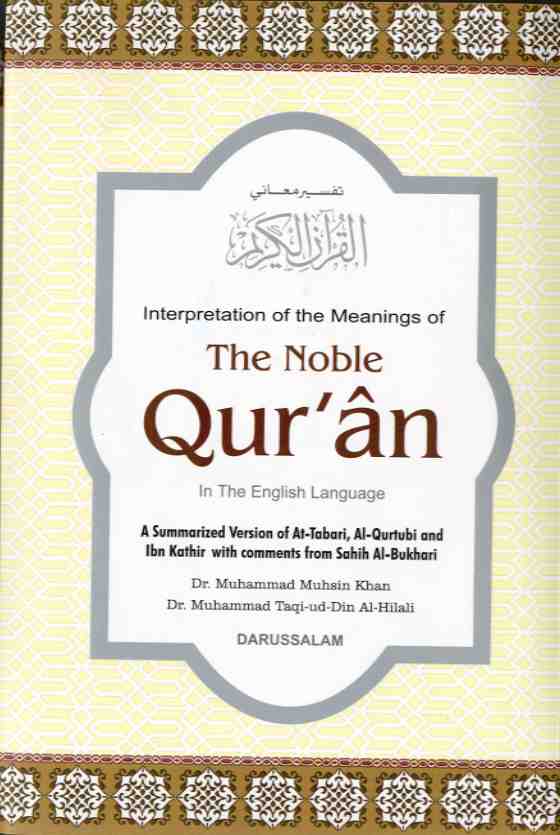 تفسير معاني
القرآن الكريم
Interpretation of the Meanings of
The Noble
Qur'ân
In The English Language
A Summarized Version of At-Tabari, Al-Qurtubi and
Ibn Kathir with comments from Sahih Al-Bukhari
Dr. Muhammad Muhsin Khan
Dr. Muhammad Taqi-ud-Din Al-Hilali
DARUSSALAM